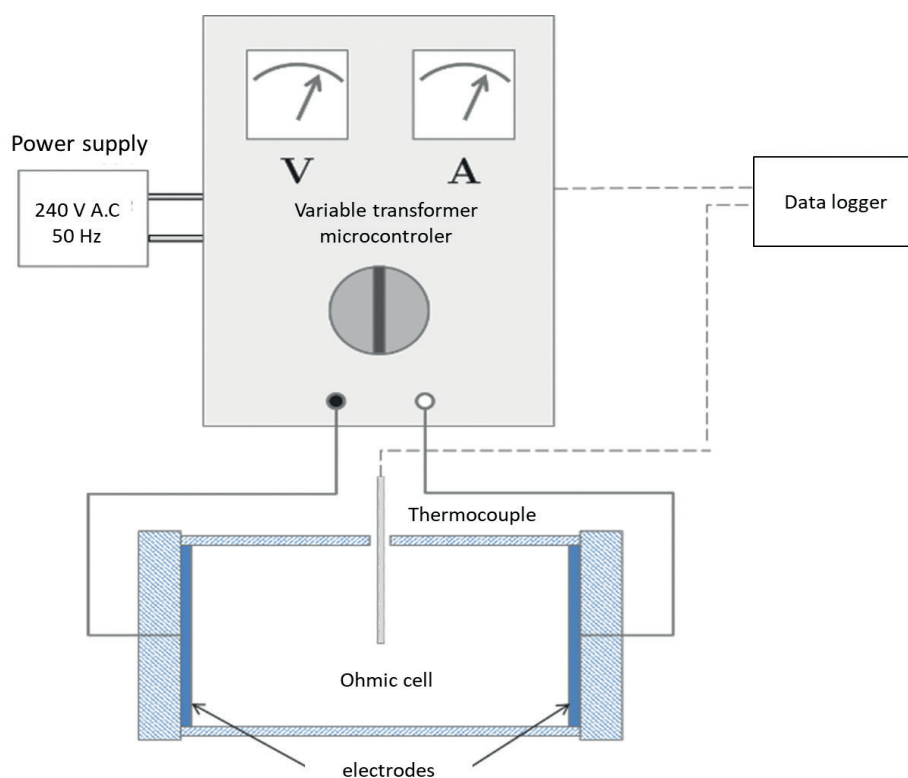 Power supply
240 V A.C
50 Hz
V
A
Variable transformer
microcontroler
Data logger
Thermocouple
Ohmic cell
electrodes